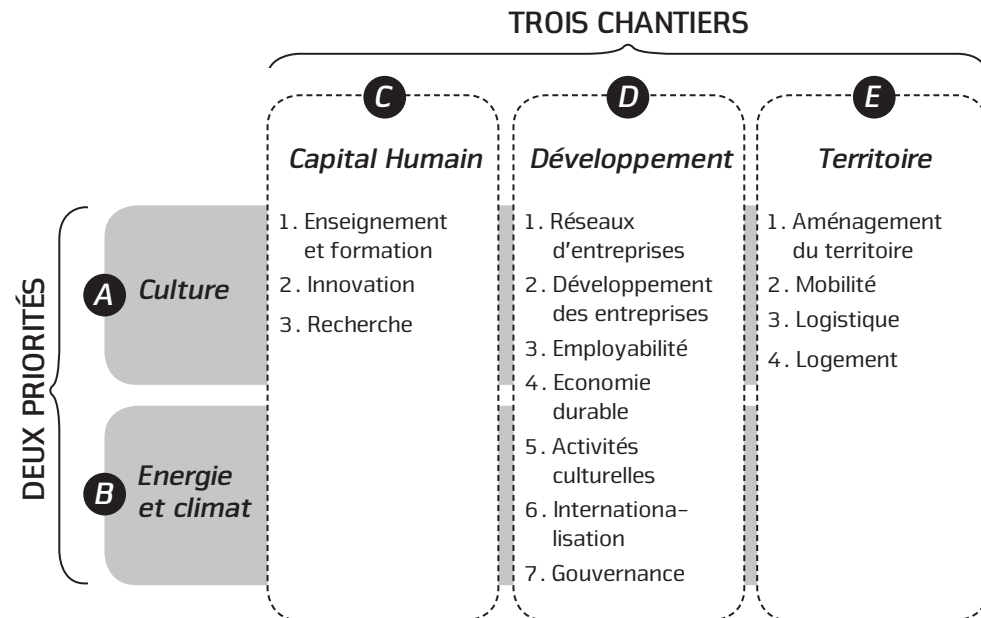 TROIS CHANTIERS
C
Capital Humain
1. Enseignement
et formation
2. Innovation
3. Recherche
D
Développement
1. Réseaux
d'entreprises
2. Développement
des entreprises
3. Employabilité
4. Economie
durable
5. Activités
culturelles
6. Internationa-
lisation
7. Gouvernance
E
Territoire
1. Aménagement
du territoire
2. Mobilité
3. Logistique
4. Logement
DEUX PRIORITÉS
A
Culture
B
Energie
et climat